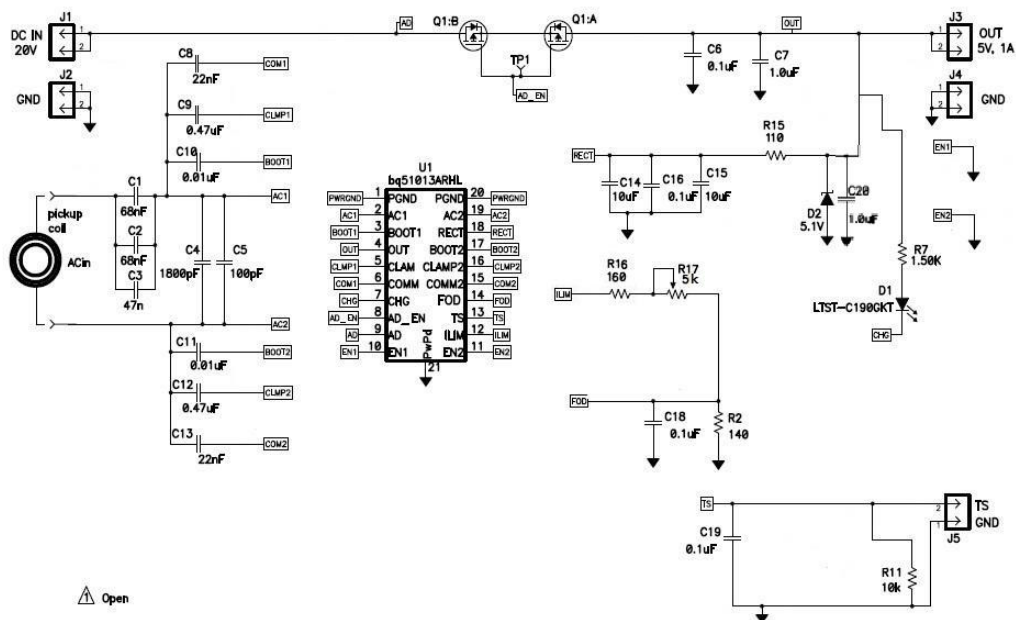 J1
DC IN
20V
1
2
J2
GND
1
2
AD
Q1:B
Q1:A
TP1
AD_EN
OUT
C6
0.1uF
C7
1.0uF
J3
OUT
5V, 1A
1
2
J4
GND
1
2
C8
22nF
COM1
C9
0.47uF
CLMP1
C10
0.01uF
BOOT1
AC1
C1
68nF
C2
68nF
C3
47n
pickup
coil
ACin
C4
1800pF
C5
100pF
AC2
C11
0.01uF
BOOT2
C12
0.47uF
CLMP2
C13
22nF
COM2
U1
bq51013ARHL
PWRGND 1 PGND PGND 20 PWRGND
AC1 2 AC1 AC2 19 AC2
BOOT1 3 BOOT1 RECT 18 RECT
OUT 4 OUT BOOT2 17 BOOT2
CLMP1 5 CLAM CLAMP2 16 CLMP2
COM1 6 COMM COMM2 15 COM2
CHG 7 CHG FOD 14 FOD
AD_EN 8 AD_EN TS 13 TS
AD 9 AD ILIM 12 ILIM
EN1 10 EN1 EN2 11 EN2
PwPd
21
RECT
C14
10uF
C16
0.1uF
C15
10uF
R15
110
D2
5.1V
C20
1.0uF
EN1
EN2
R7
1.50K
D1
LTST-C190GKT
CHG
ILIM
R16
160
R17
5k
FOD
C18
0.1uF
R2
140
TS
C19
0.1uF
R11
10k
2
1
TS
GND
J5
1 Open